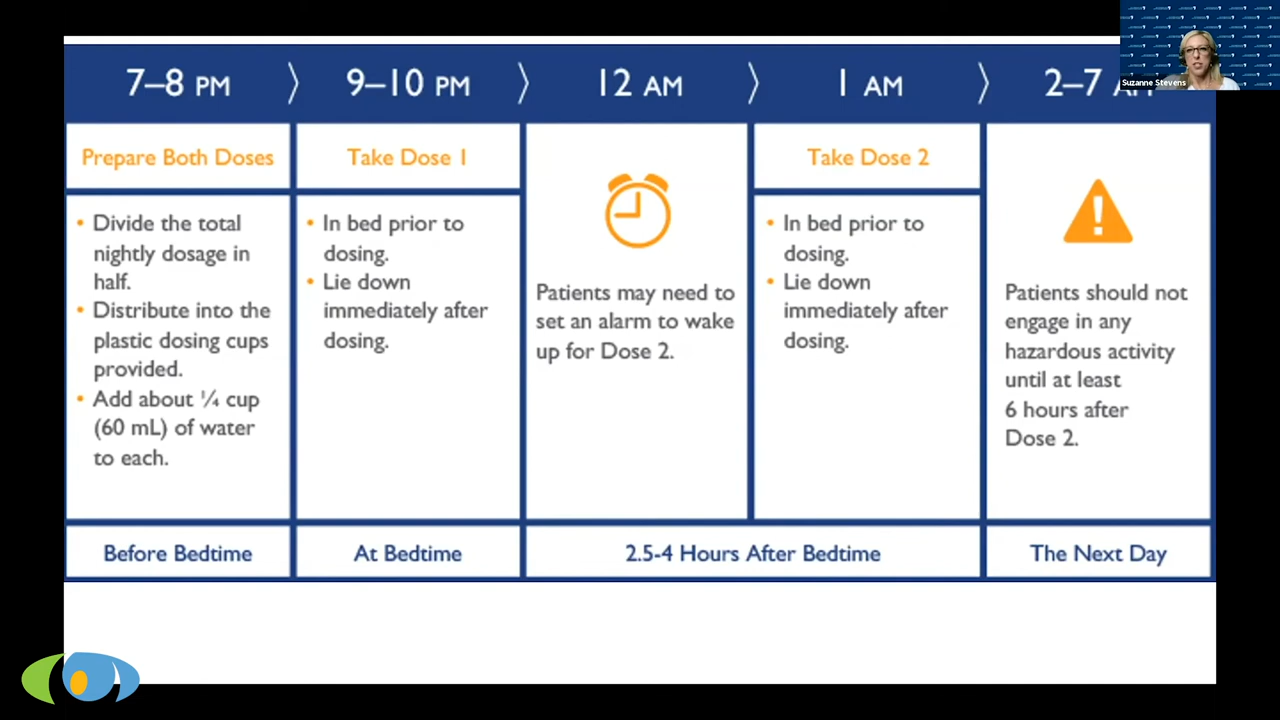 7–8 PM
9–10 PM
12 AM
1 AM
2–7 AM
Suzanne Stevens
Prepare Both Doses
• Divide the total
nightly dosage in
half.
• Distribute into the
plastic dosing cups
provided.
• Add about ¼ cup
(60 mL) of water
to each.
Before Bedtime
Take Dose 1
• In bed prior to
dosing.
• Lie down
immediately after
dosing.
At Bedtime
Patients may need to
set an alarm to wake
up for Dose 2.
Take Dose 2
• In bed prior to
dosing.
• Lie down
immediately after
dosing.
2.5-4 Hours After Bedtime
!
Patients should not
engage in any
hazardous activity
until at least
6 hours after
Dose 2.
The Next Day